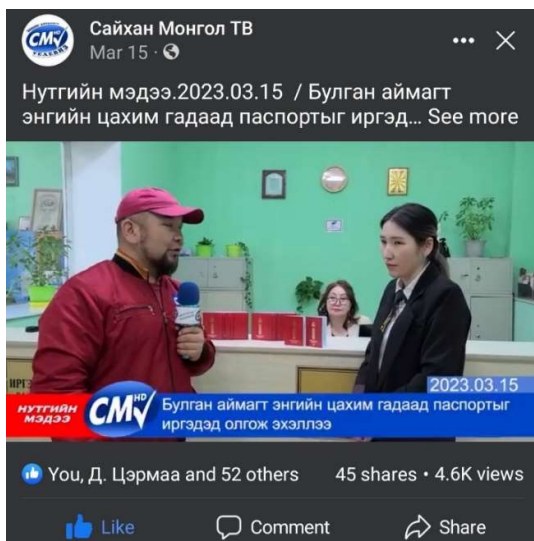 Сайхан Монгол ТВ
Mar 15
Нутгийн мэдээ.2023.03.15 / Булган аймагт
энгийн цахим гадаад паспортыг иргэд... See more
2023.03.15
НУТГИЙН
МЭДЭЭ
СМ
HD
Булган аймагт энгийн цахим гадаад паспортыг
иргэдэд олгож эхэллээ
You, Д. Цэрмаа and 52 others
45 shares • 4.6K views
Like
Comment
Share